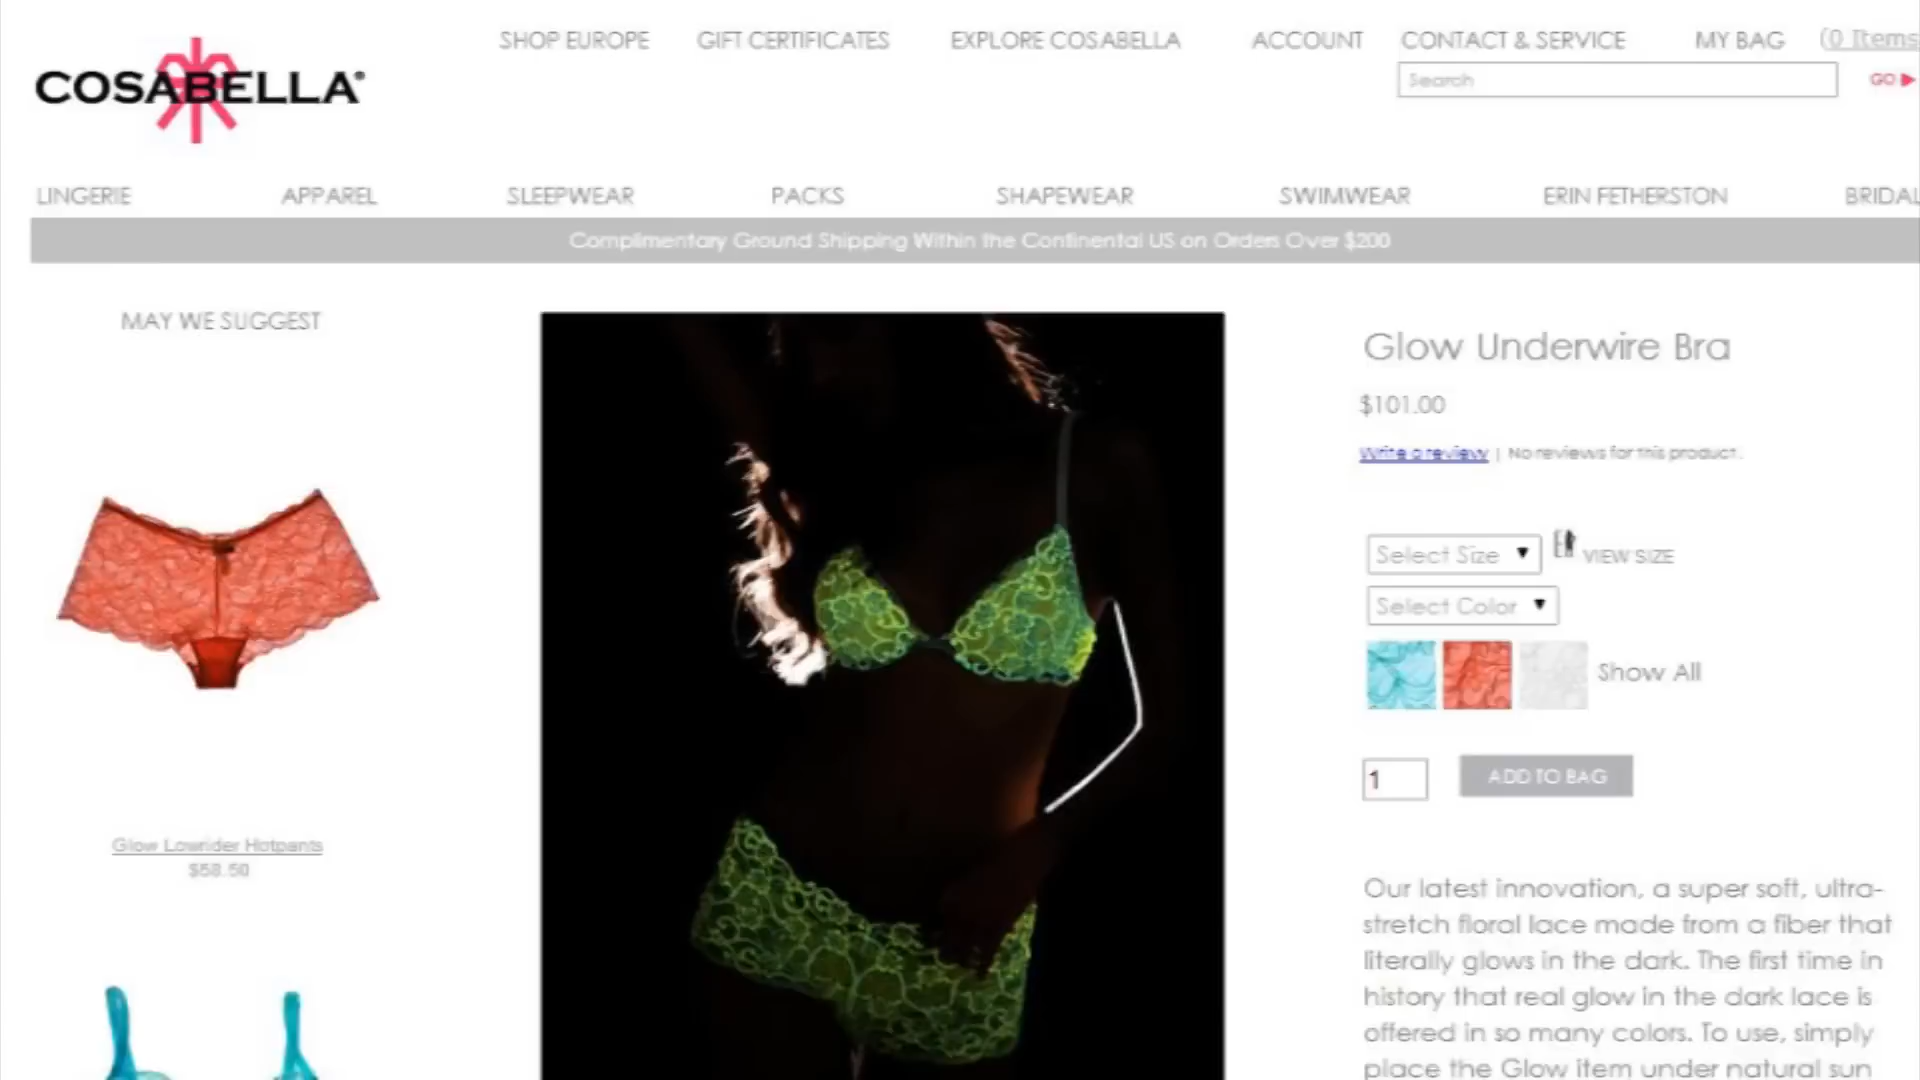 COSABELLA®
SHOP EUROPE GIFT CERTIFICATES EXPLORE COSABELLA ACCOUNT CONTACT & SERVICE MY BAG (0 Items
Search GO
LINGERIE APPAREL SLEEPWEAR PACKS SHAPEWEAR SWIMWEAR ERIN FETHERSTON BRIDAL
Complimentary Ground Shipping Within the Continental US on Orders Over $200
MAY WE SUGGEST
Glow Lowrider Hotpants
$58.50
Glow Underwire Bra
$101.00
Write a review | No reviews for this product.
Select Size VIEW SIZE
Select Color
Show All
1 ADD TO BAG
Our latest innovation, a super soft, ultra-
stretch floral lace made from a fiber that
literally glows in the dark. The first time in
history that real glow in the dark lace is
offered in so many colors. To use, simply
place the Glow item under natural sun